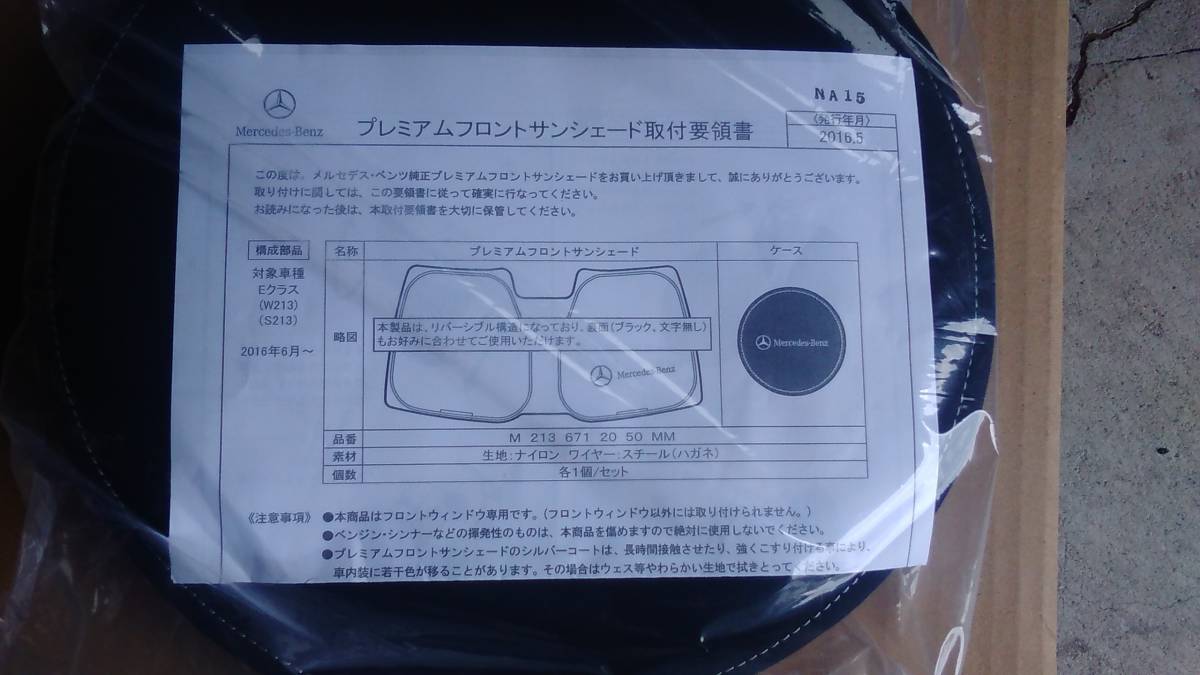 NA15
Mercedes-Benz
プレミアムフロントサンシェード取付要領書
〈発行年月〉
2016.5
この度は、メルセデス・ベンツ純正プレミアムフロントサンシェードをお買い上げ頂きまして、誠にありがとうございます。
取り付けに関しては、この要領書に従って確実に行なってください。
お読みになった後は、本取付要領書を大切に保管してください。
構成部品
対象車種
Eクラス
(W213)
(S213)
2016年6月~
名称 プレミアムフロントサンシェード ケース
略図
本製品は、リバーシブル構造になっており、裏面(ブラック、文字無し)
もお好みに合わせてご使用いただけます。
Mercedes-Benz
Mercedes-Benz
品番 M 213 671 20 50 MM
素材 生地:ナイロン ワイヤー:スチール(ハガネ)
個数 各1個/セット
《注意事項》 ●本商品はフロントウィンドウ専用です。(フロントウィンドウ以外には取り付けられません。)
●ベンジン・シンナーなどの揮発性のものは、本商品を傷めますので絶対に使用しないでください。
●プレミアムフロントサンシェードのシルバーコートは、長時間接触させたり、強くこすり付ける事により、
車内装に若干色が移ることがあります。その場合はウェス等やわらかい生地で拭きとってください。